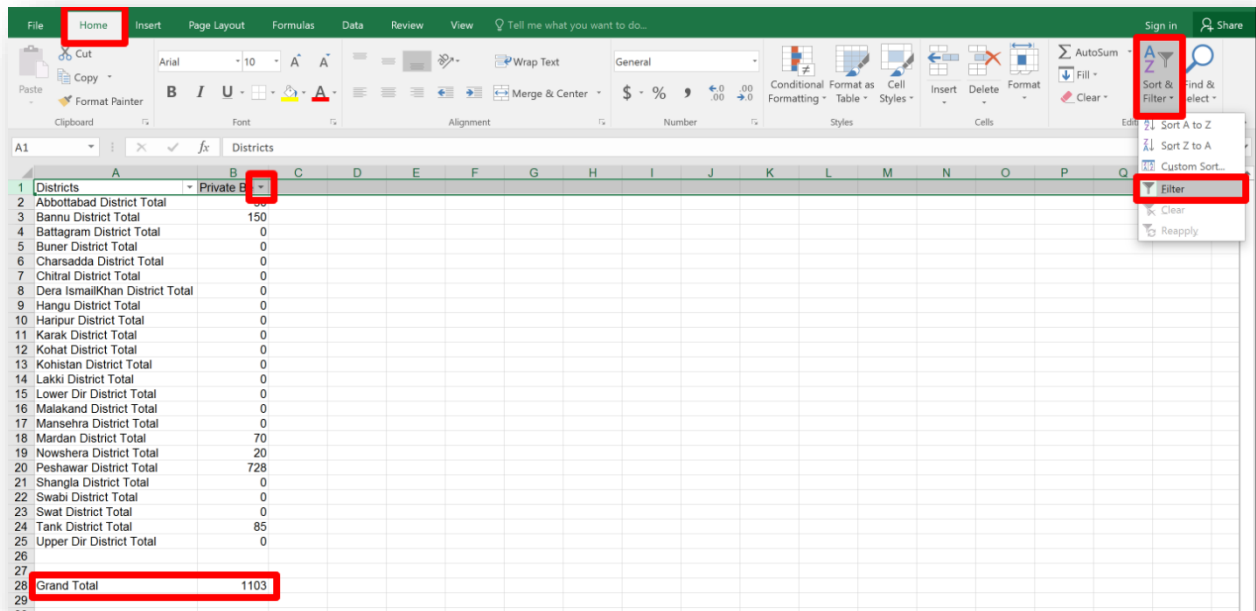 File Home Insert Page Layout Formulas Data Review View Tell me what you want to do... Sign in Share
Cut
Copy
Format Painter
Paste
Clipboard
Arial 10 A A
B I U A
Font
Wrap Text
Merge & Center
Alignment
General
$ % , .0 .00 .00 .0
Number
Conditional Formatting Format as Table Cell Styles
Styles
Insert Delete Format
Cells
AutoSum
Fill
Clear
Sort & Filter
Find &
Sort A to Z
Sort Z to A
Custom Sort...
Filter
Clear
Reapply
A1 fx Districts
A B C D E F G H I J K L M N O P Q
1 Districts Private
2 Abbottabad District Total
3 Bannu District Total 150
4 Battagram District Total 0
5 Buner District Total 0
6 Charsadda District Total 0
7 Chitral District Total 0
8 Dera IsmailKhan District Total 0
9 Hangu District Total 0
10 Haripur District Total 0
11 Karak District Total 0
12 Kohat District Total 0
13 Kohistan District Total 0
14 Lakki District Total 0
15 Lower Dir District Total 0
16 Malakand District Total 0
17 Mansehra District Total 0
18 Mardan District Total 70
19 Nowshera District Total 20
20 Peshawar District Total 728
21 Shangla District Total 0
22 Swabi District Total 0
23 Swat District Total 0
24 Tank District Total 85
25 Upper Dir District Total 0
26
27
28 Grand Total 1103
29